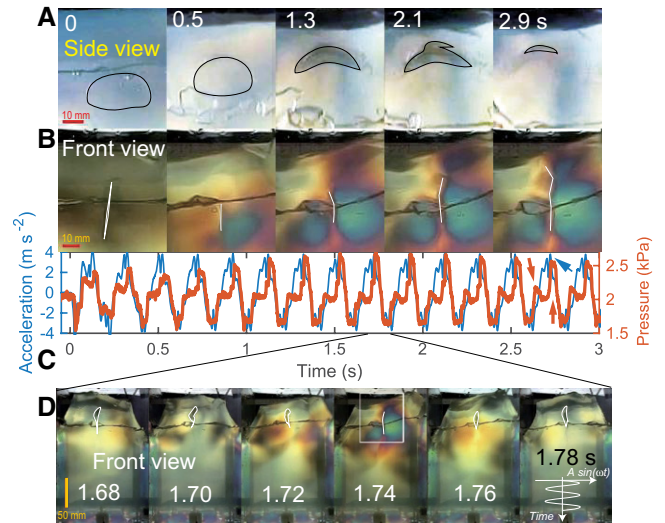 A
0 0.5 1.3 2.1 2.9 s
Side view
10 mm
B
Front view
10 mm
Acceleration (m s⁻²)
4
2
0
-2
-4
Pressure (kPa)
2.5
2
1.5
0 0.5 1 1.5 2 2.5 3
Time (s)
C
D
Front view
50 mm
1.68 1.70 1.72 1.74 1.76 1.78 s
A sin(ωt)
Time